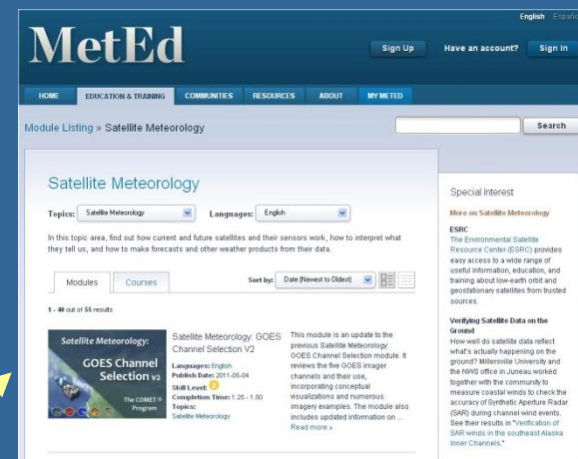 English Español
MetEd
Sign Up
Have an account?
Sign In
HOME
EDUCATION & TRAINING
COMMUNITIES
RESOURCES
ABOUT
MY METED
Module Listing » Satellite Meteorology
Search
Satellite Meteorology
Topics: Satellite Meteorology
Languages: English
In this topic area, find out how current and future satellites and their sensors work, how to interpret what
they tell us, and how to make forecasts and other weather products from their data.
Modules
Courses
Sort by: Date (Newest to Oldest)
1 - 40 out of 55 results
Satellite Meteorology:
GOES Channel
Selection v2
The COMET®
Program
Satellite Meteorology: GOES
Channel Selection V2
Languages: English
Publish Date: 2011-05-04
Skill Level: 2
Completion Time: 1.25 - 1.50
Topics:
Satellite Meteorology
This module is an update to the
previous Satellite Meteorology:
GOES Channel Selection module. It
reviews the five GOES imager
channels and their use,
incorporating conceptual
visualizations and numerous
imagery examples. The module also
includes updated information on ...
Read more »
Special Interest
More on Satellite Meteorology
ESRC
The Environmental Satellite
Resource Center (ESRC) provides
easy access to a wide range of
useful information, education, and
training about low-earth orbit and
geostationary satellites from trusted
sources.
Verifying Satellite Data on the
Ground
How well do satellite data reflect
what's actually happening on the
ground? Millersville University and
the NWS office in Juneau worked
together with the community to
measure coastal winds to check the
accuracy of Synthetic Aperture Radar
(SAR) during channel wind events.
See their results in "Verification of
SAR winds in the southeast Alaska
Inner Channels."